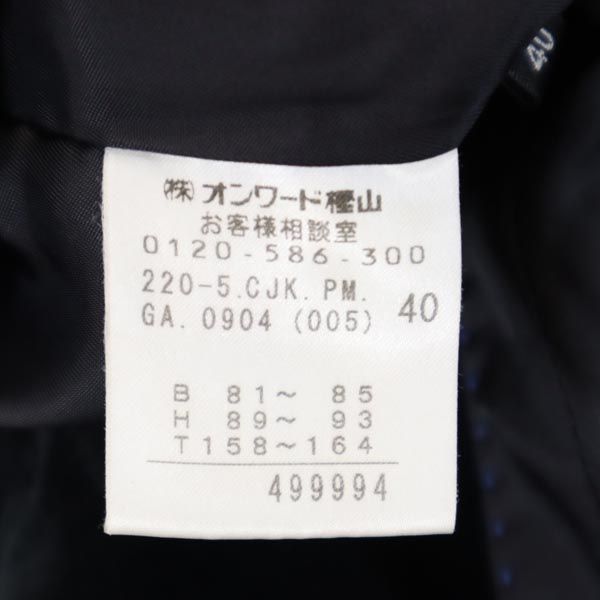 40
㈱オンワード樫山
お客様相談室
0120-586-300
220-5.CJK.PM.
GA.0904 (005) 40
B 81～ 85
H 89～ 93
T158～164
499994